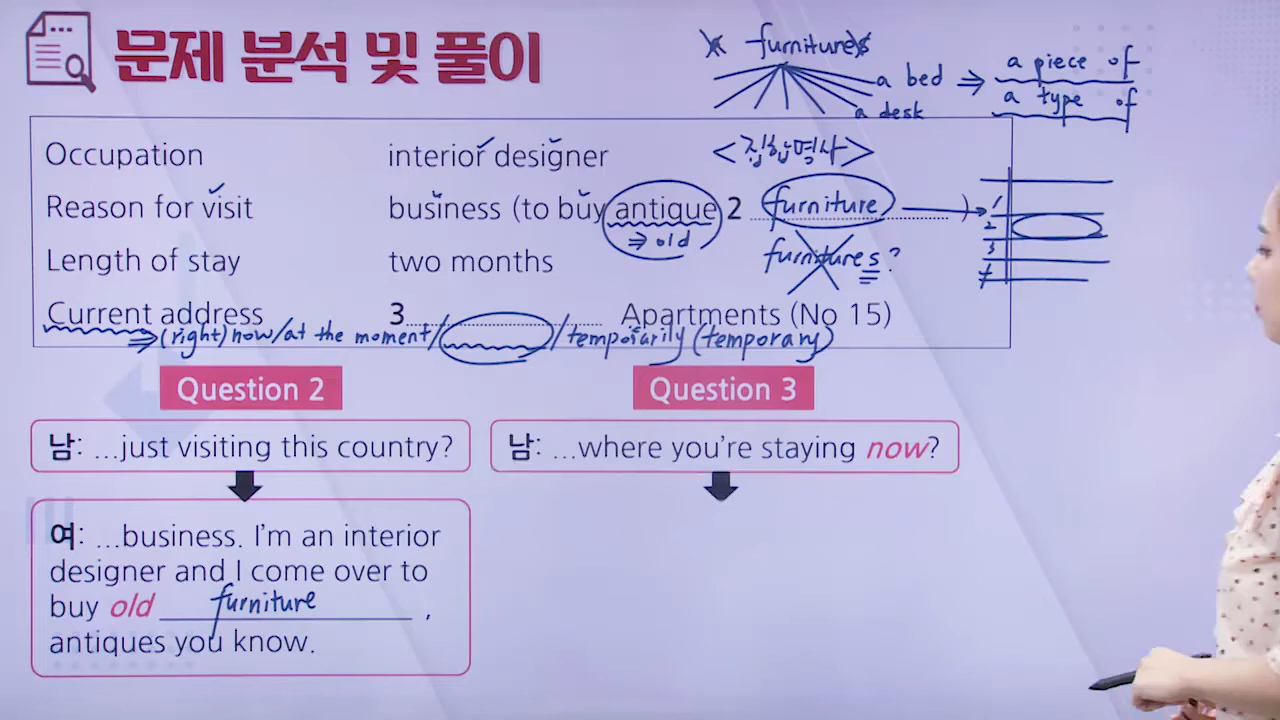 문제 분석 및 풀이
furnitures
a bed ⇒ a piece of
a type of
a desk
<집합명사>
Occupation interior designer
Reason for visit business (to buy antique 2 furniture )
⇒ old
furnitures?
1
2
3
4
Length of stay two months
Current address 3 Apartments (No 15)
⇒ (right) now/at the moment/ /temporarily (temporary)
Question 2
남: ...just visiting this country?
여: ...business. I'm an interior
designer and I come over to
buy old furniture ,
antiques you know.
Question 3
남: ...where you're staying now?